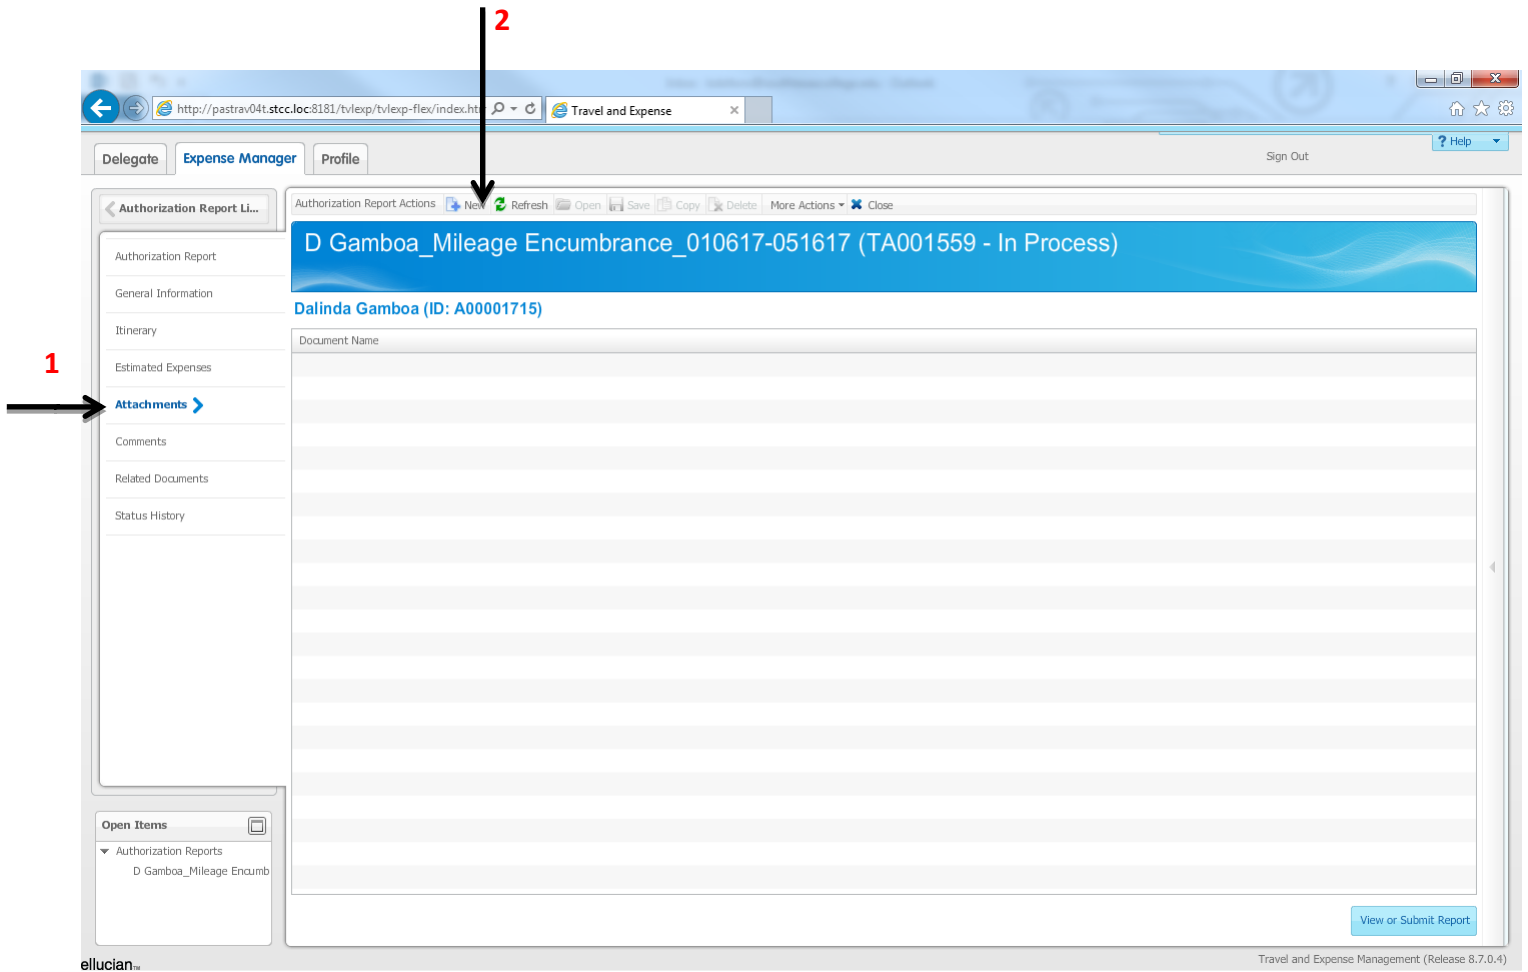 2
http://pastrav04t.stcc.loc:8181/tvlexp/tvlexp-flex/index.ht
Travel and Expense
? Help
Delegate
Expense Manager
Profile
Sign Out
Authorization Report Li...
Authorization Report Actions New Refresh Open Save Copy Delete More Actions Close
D Gamboa_Mileage Encumbrance_010617-051617 (TA001559 - In Process)
Dalinda Gamboa (ID: A00001715)
Document Name
Authorization Report
General Information
Itinerary
Estimated Expenses
1
Attachments
Comments
Related Documents
Status History
Open Items
Authorization Reports
D Gamboa_Mileage Encumb
View or Submit Report
ellucian™
Travel and Expense Management (Release 8.7.0.4)